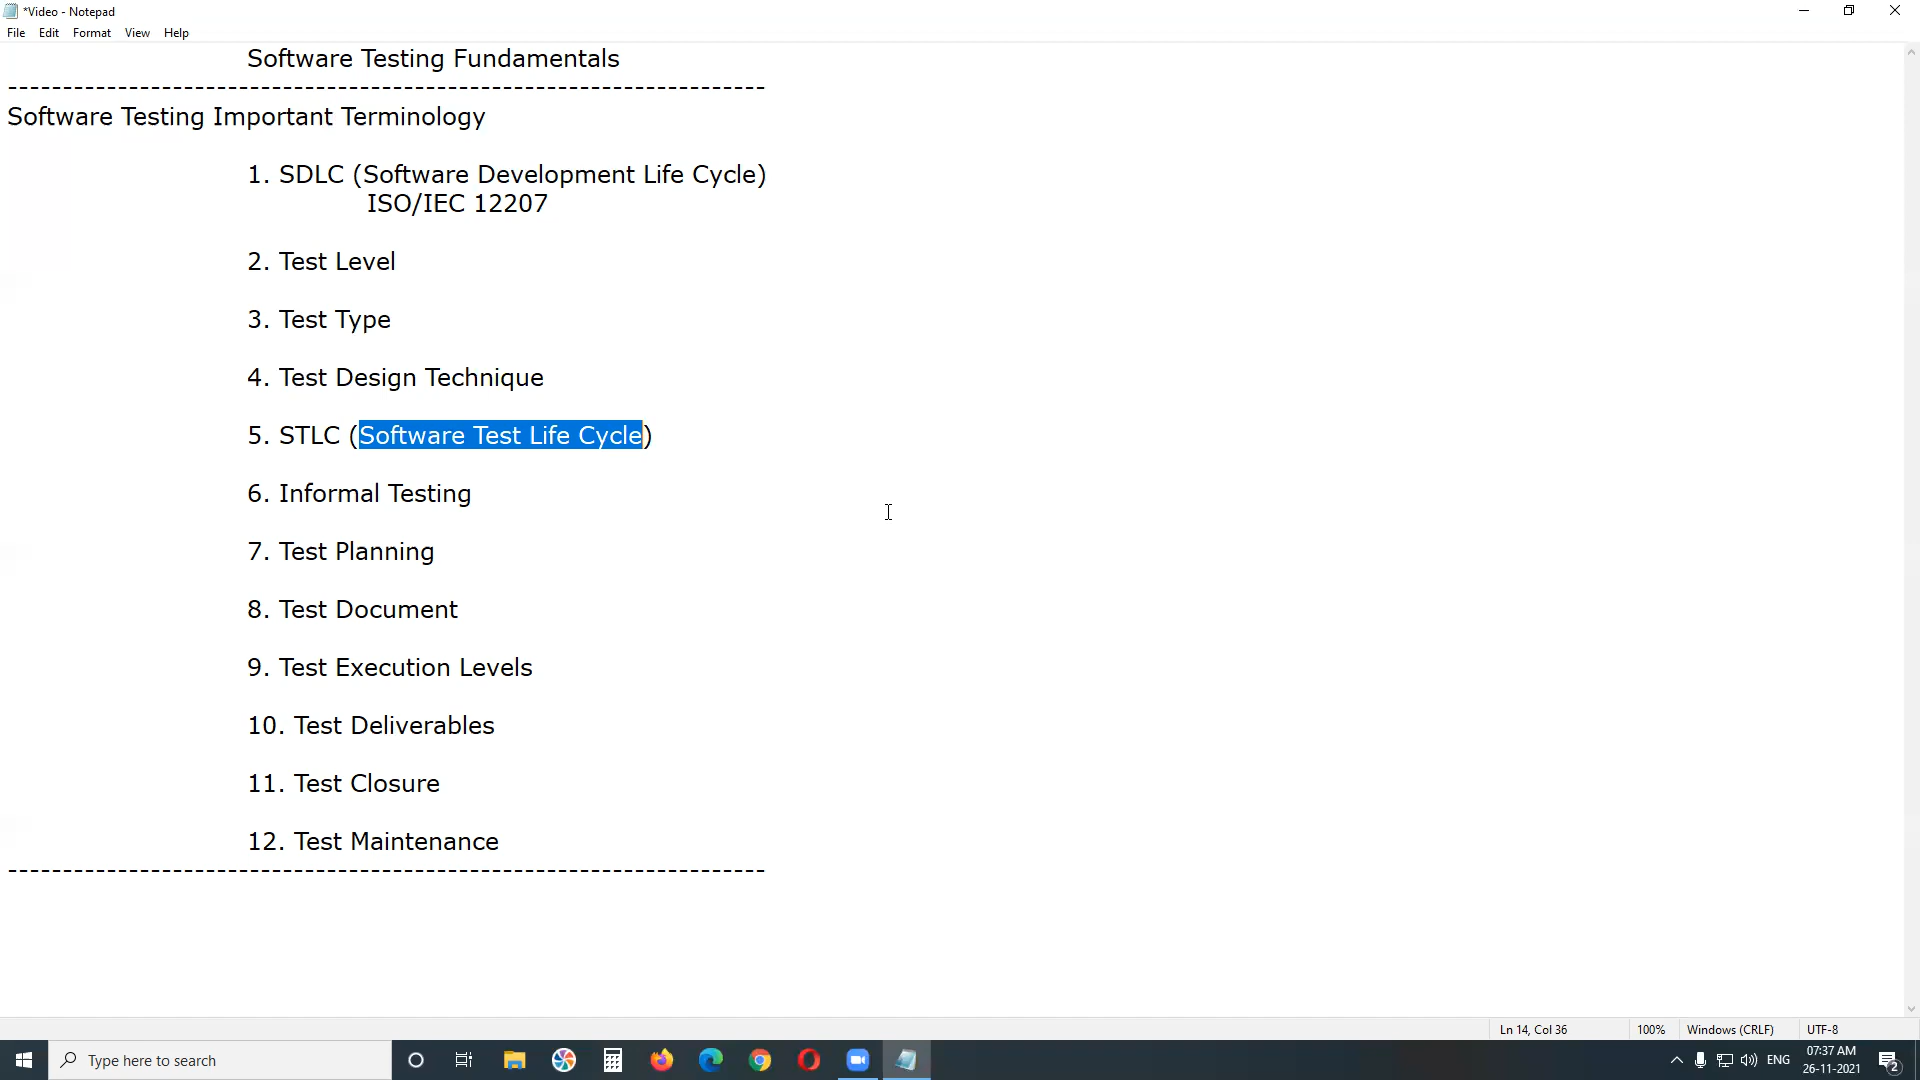 *Video - Notepad
File Edit Format View Help
Software Testing Fundamentals
----------------------------------------------------------------------
Software Testing Important Terminology
1. SDLC (Software Development Life Cycle)
ISO/IEC 12207
2. Test Level
3. Test Type
4. Test Design Technique
5. STLC (Software Test Life Cycle)
6. Informal Testing
7. Test Planning
8. Test Document
9. Test Execution Levels
10. Test Deliverables
11. Test Closure
12. Test Maintenance
----------------------------------------------------------------------
Ln 14, Col 36 100% Windows (CRLF) UTF-8
Type here to search ENG 07:37 AM
26-11-2021 2